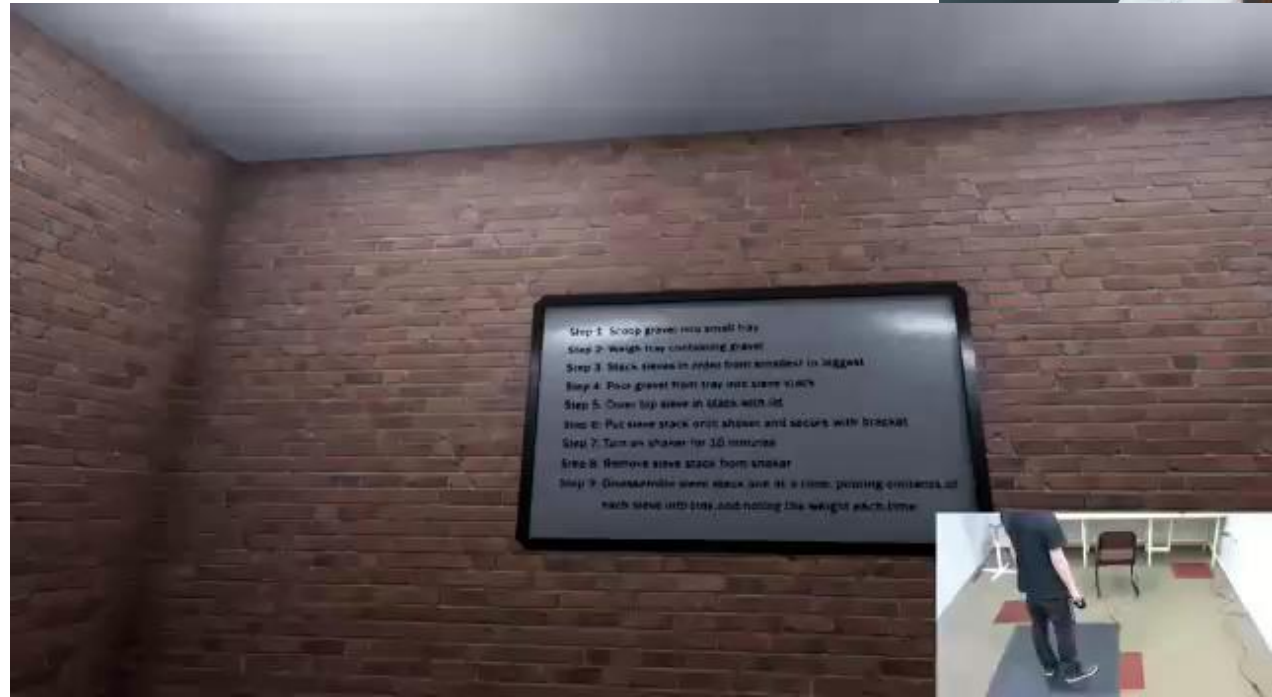 Step 1: Scoop gravel into small tray
Step 2: Weigh tray containing gravel
Step 3: Stack sieves in order from smallest to biggest
Step 4: Pour gravel from tray into sieve stack
Step 5: Cover top sieve in stack with lid
Step 6: Put sieve stack onto shaker and secure with bracket
Step 7: Turn on shaker for 10 minutes
Step 8: Remove sieve stack from shaker
Step 9: Disassemble sieve stack one at a time, pouring contents of
each sieve into tray and noting the weight each time